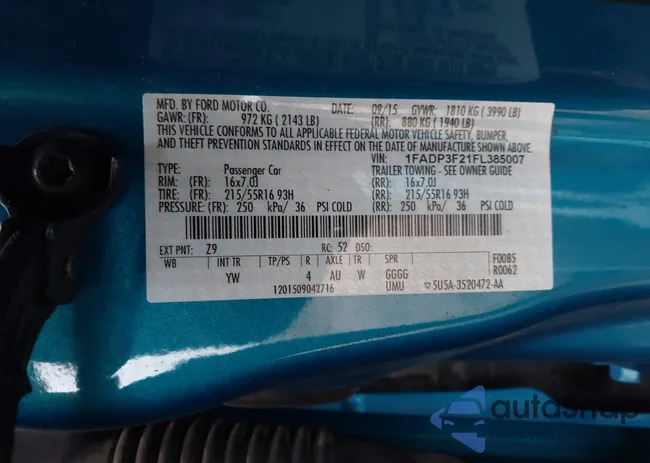 MFD. BY FORD MOTOR CO. DATE: 09/15 GVWR: 1810 KG ( 3990 LB)
GAWR: (FR): 972 KG ( 2143 LB) (RR): 880 KG ( 1940 LB)
THIS VEHICLE CONFORMS TO ALL APPLICABLE FEDERAL MOTOR VEHICLE SAFETY, BUMPER,
AND THEFT PREVENTION STANDARDS IN EFFECT ON THE DATE OF MANUFACTURE SHOWN ABOVE.
VIN: 1FADP3F21FL385007
TYPE: Passenger Car TRAILER TOWING - SEE OWNER GUIDE
RIM: (FR): 16x7.0J (RR): 16x7.0J
TIRE: (FR): 215/55R16 93H (RR): 215/55R16 93H
PRESSURE: (FR): 250 kPa/ 36 PSI COLD (RR): 250 kPa/ 36 PSI COLD
EXT PNT: Z9 RC: 52 DSO: F0085
WB INT TR TP/PS R AXLE TR SPR R0062
YW 4 AU W GGGG
1201509042716 UMU ▽5U5A-3520472-AA
autosnap